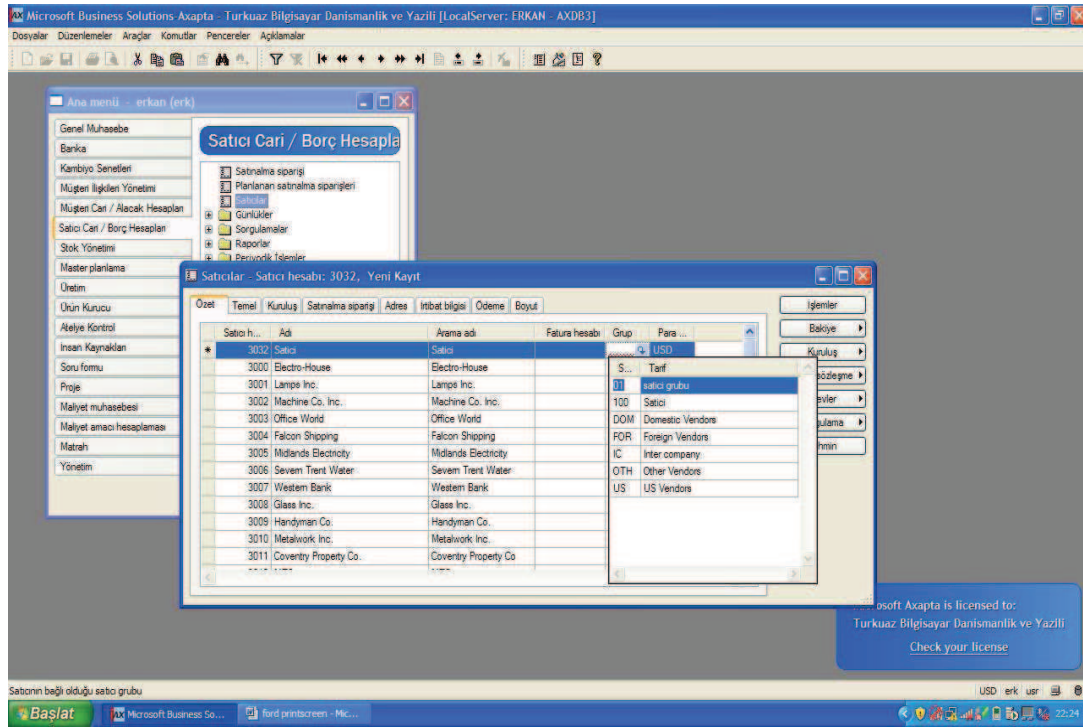 Microsoft Business Solutions-Axapta - Turkuaz Bilgisayar Danismanlik ve Yazili [LocalServer: ERKAN - AXDB3]
Dosyalar Düzenlemeler Araçlar Komutlar Pencereler Açıklamalar
Ana menü - erkan (erk)
Genel Muhasebe
Banka
Kambiyo Senetleri
Müşteri İlişkileri Yönetimi
Müşteri Cari / Alacak Hesapları
Satıcı Cari / Borç Hesapları
Stok Yönetimi
Master planlama
Üretim
Ürün Kurucu
Atelye Kontrol
İnsan Kaynakları
Soru formu
Proje
Maliyet muhasebesi
Maliyet amacı hesaplaması
Matrah
Yönetim
Satıcı Cari / Borç Hesapla
Satınalma siparişi
Planlanan satınalma siparişleri
Satıcılar
Günlükler
Sorgulamalar
Raporlar
Periyodik İşlemler
Satıcılar - Satıcı hesabı: 3032, Yeni Kayıt
Özet Temel Kuruluş Satınalma siparişi Adres İrtibat bilgisi Ödeme Boyut
Satıcı h... Adı Arama adı Fatura hesabı Grup Para ...
3032 Satici Satici USD
3000 Electro-House Electro-House
3001 Lamps Inc. Lamps Inc.
3002 Machine Co. Inc. Machine Co. Inc.
3003 Office World Office World
3004 Falcon Shipping Falcon Shipping
3005 Midlands Electricity Midlands Electricity
3006 Severn Trent Water Severn Trent Water
3007 Western Bank Western Bank
3008 Glass Inc. Glass Inc.
3009 Handyman Co. Handyman Co.
3010 Metalwork Inc. Metalwork Inc.
3011 Coventry Property Co. Coventry Property Co
S... Tarif
01 satici grubu
100 Satici
DOM Domestic Vendors
FOR Foreign Vendors
IC Inter company
OTH Other Vendors
US US Vendors
İşlemler
Bakiye
Kuruluş
sözleşme
evler
gulama
hmin
osoft Axapta is licensed to:
Turkuaz Bilgisayar Danismanlik ve Yazili
Check your license
Satıcının bağlı olduğu satıcı grubu
USD erk usr
Başlat
Microsoft Business So...
ford printscreen - Mic...
22:24